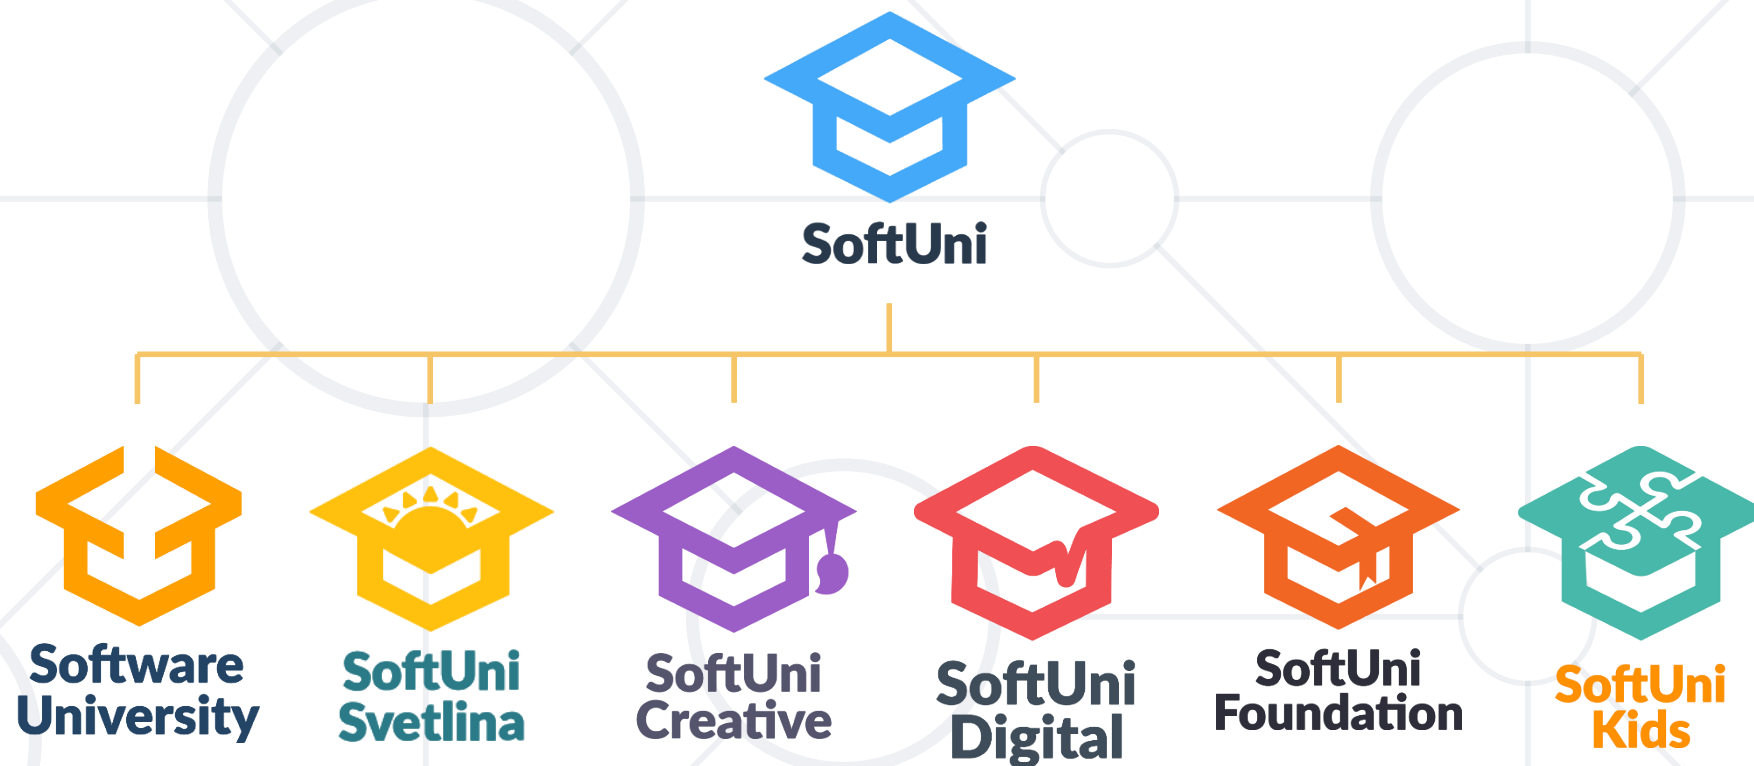 SoftUni
Software
University
SoftUni
Svetlina
SoftUni
Creative
SoftUni
Digital
SoftUni
Foundation
SoftUni
Kids